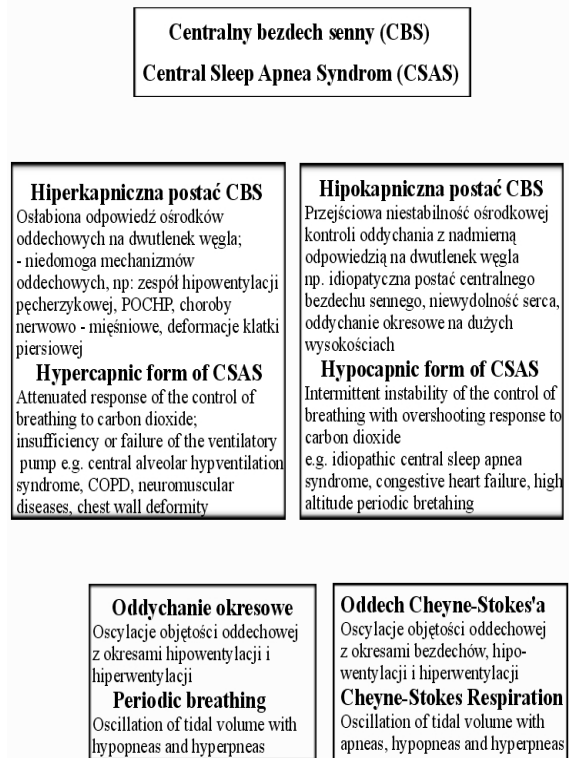 Centralny bezdech senny (CBS)
Central Sleep Apnea Syndrom (CSAS)
Hiperkapniczna postać CBS
Osłabiona odpowiedź ośrodków
oddechowych na dwutlenek węgla;
- niedomoga mechanizmów
oddechowych, np: zespół hipowentylacji
pęcherzykowej, POCHP, choroby
nerwowo - mięśniowe, deformacje klatki
piersiowej
Hypercapnic form of CSAS
Attenuated response of the control of
breathing to carbon dioxide;
insufficiency or failure of the ventilatory
pump e.g. central alveolar hypventilation
syndrome, COPD, neuromuscular
diseases, chest wall deformity
Hipokapniczna postać CBS
Przejściowa niestabilność ośrodkowej
kontroli oddychania z nadmierną
odpowiedzią na dwutlenek węgla
np. idiopatyczna postać centralnego
bezdechu sennego, niewydolność serca,
oddychanie okresowe na dużych
wysokościach
Hypocapnic form of CSAS
Intermittent instability of the control of
breathing with overshooting response to
carbon dioxide
e.g. idiopathic central sleep apnea
syndrome, congestive heart failure, high
altitude periodic bretahing
Oddychanie okresowe
Oscylacje objętości oddechowej
z okresami hipowentylacji i
hiperwentylacji
Periodic breathing
Oscillation of tidal volume with
hypopneas and hyperpneas
Oddech Cheyne-Stokes'a
Oscylacje objętości oddechowej
z okresami bezdechów, hipo-
wentylacji i hiperwentylacji
Cheyne-Stokes Respiration
Oscillation of tidal volume with
apneas, hypopneas and hyperpneas